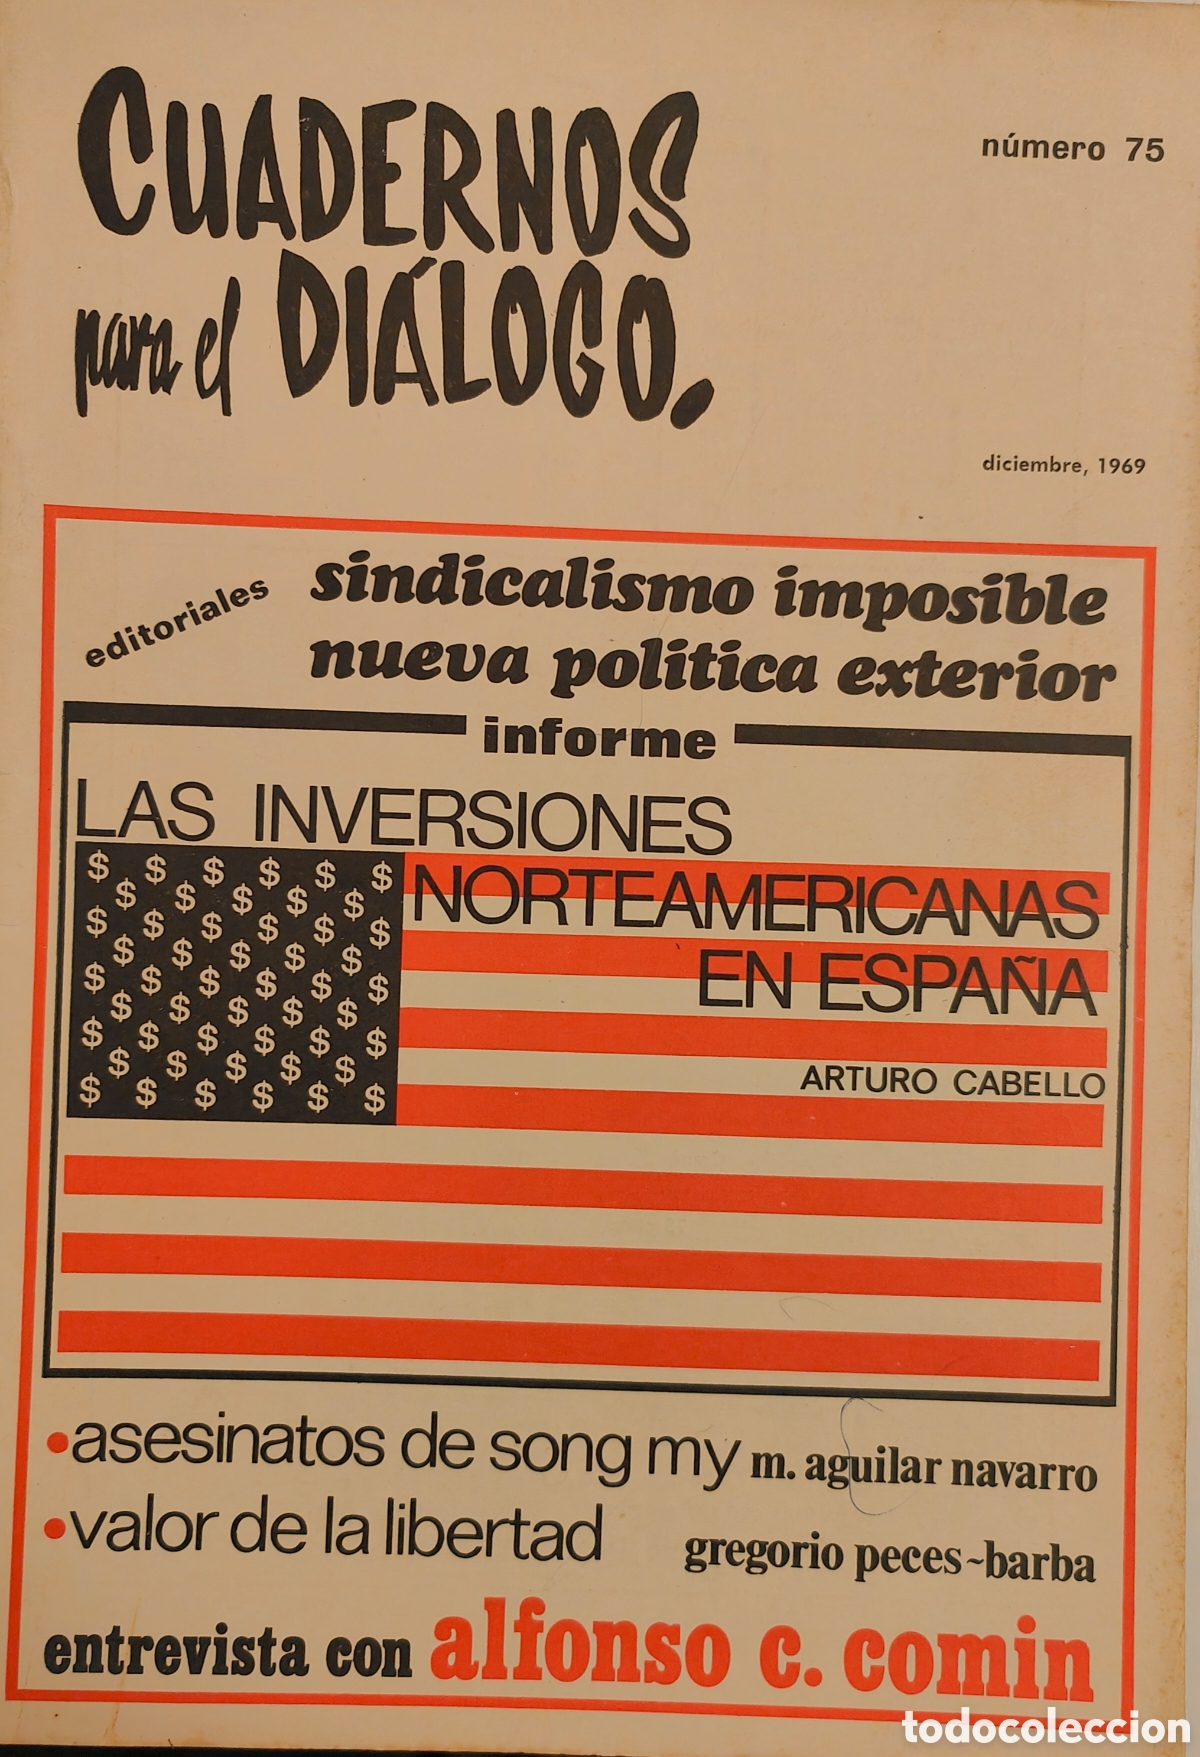 CUADERNOS
para el DIÁLOGO.
número 75
diciembre, 1969
editoriales
sindicalismo imposible
nueva politica exterior
informe
LAS INVERSIONES
NORTEAMERICANAS
EN ESPAÑA
ARTURO CABELLO
$ $ $ $ $ $
$ $ $ $ $
$ $ $ $ $ $
$ $ $ $ $
$ $ $ $ $ $
$ $ $ $ $
$ $ $ $ $ $
$ $ $ $ $
$ $ $ $ $ $
•asesinatos de song my m. aguilar navarro
•valor de la libertad gregorio peces-barba
entrevista con alfonso c. comin
todocoleccion